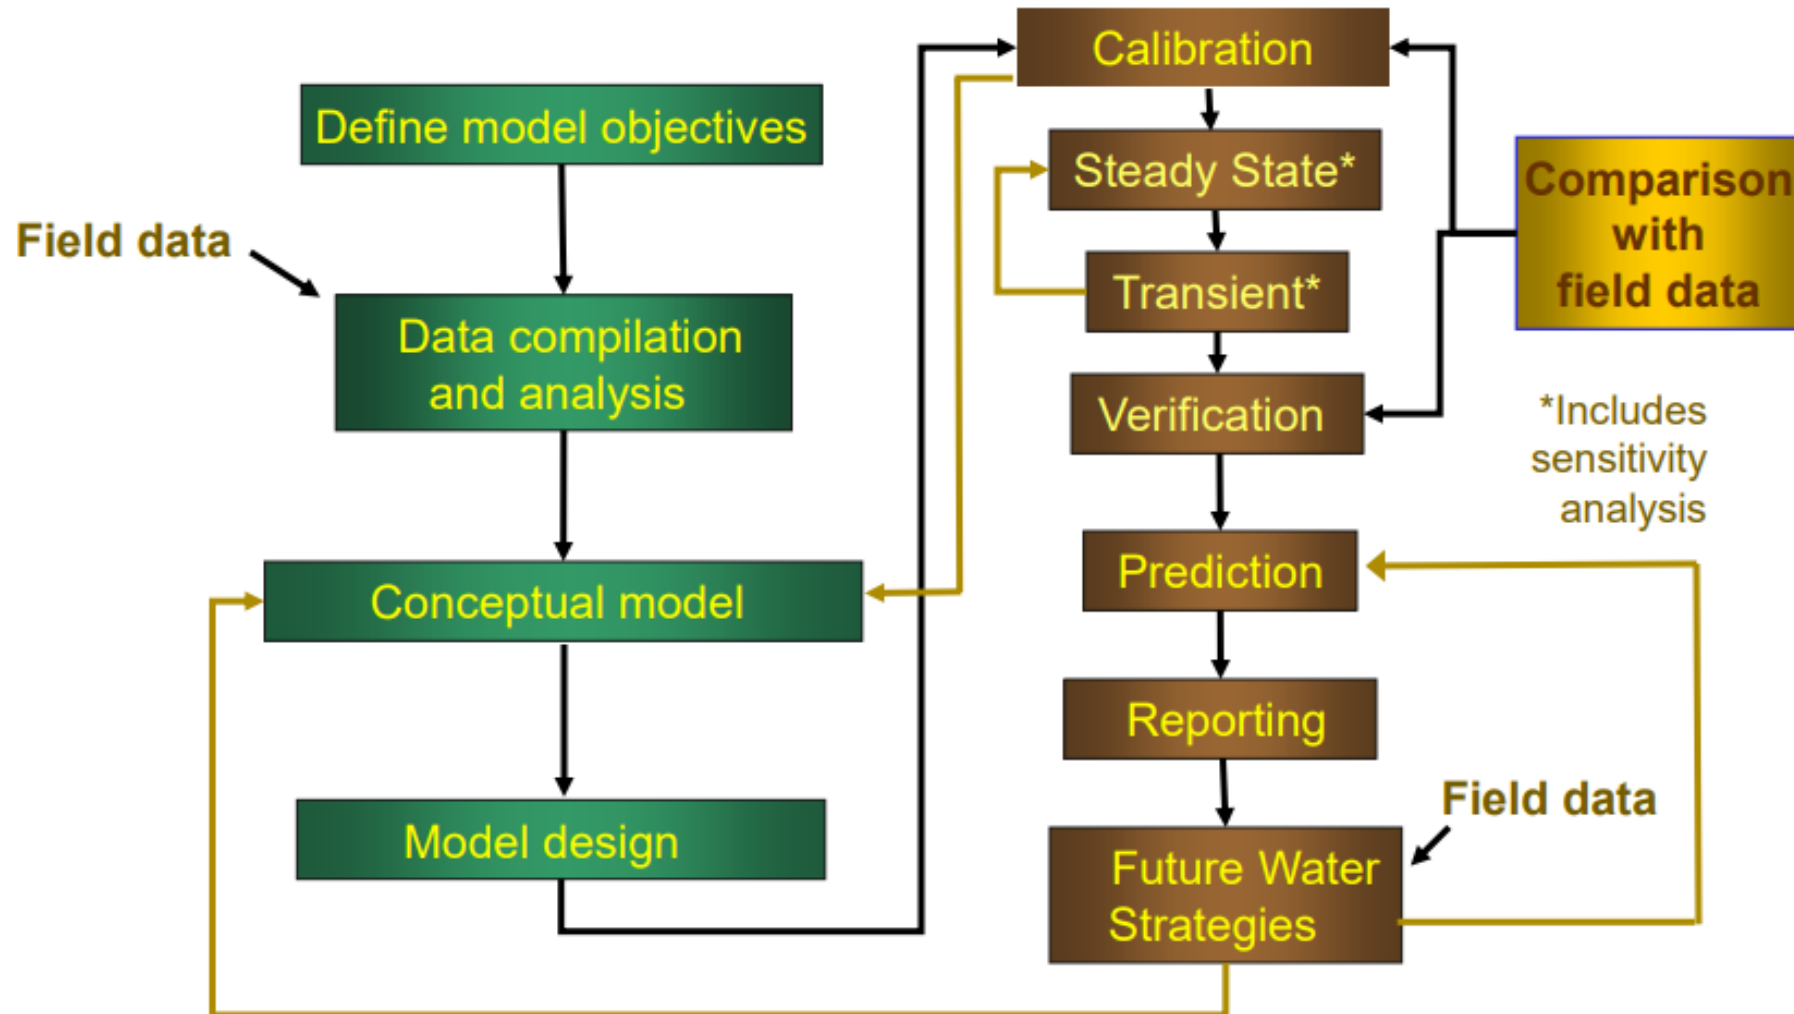 Define model objectives
Field data
Data compilation
and analysis
Conceptual model
Model design
Calibration
Steady State*
Transient*
Verification
Prediction
Reporting
Future Water
Strategies
Comparison
with
field data
*Includes
sensitivity
analysis
Field data